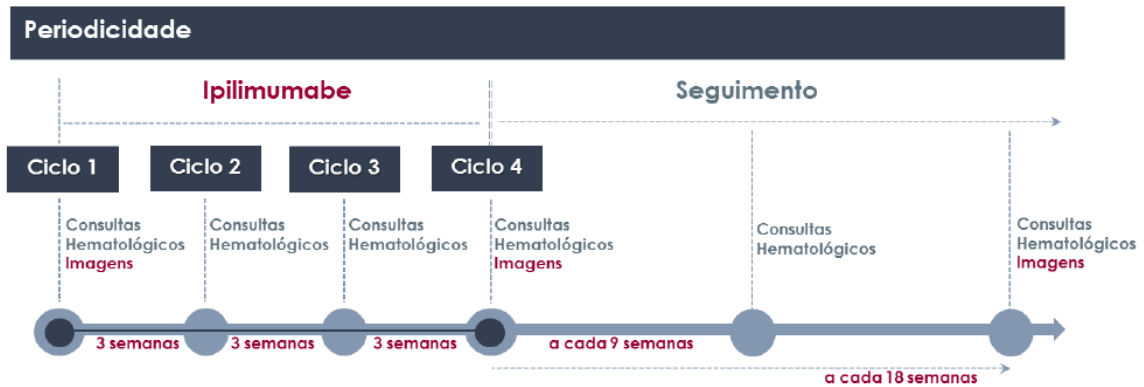 Periodicidade
Ipilimumabe
Seguimento
Ciclo 1
Ciclo 2
Ciclo 3
Ciclo 4
Consultas
Hematológicos
Imagens
Consultas
Hematológicos
Consultas
Hematológicos
Consultas
Hematológicos
Imagens
Consultas
Hematológicos
Consultas
Hematológicos
Imagens
3 semanas
3 semanas
3 semanas
a cada 9 semanas
a cada 18 semanas